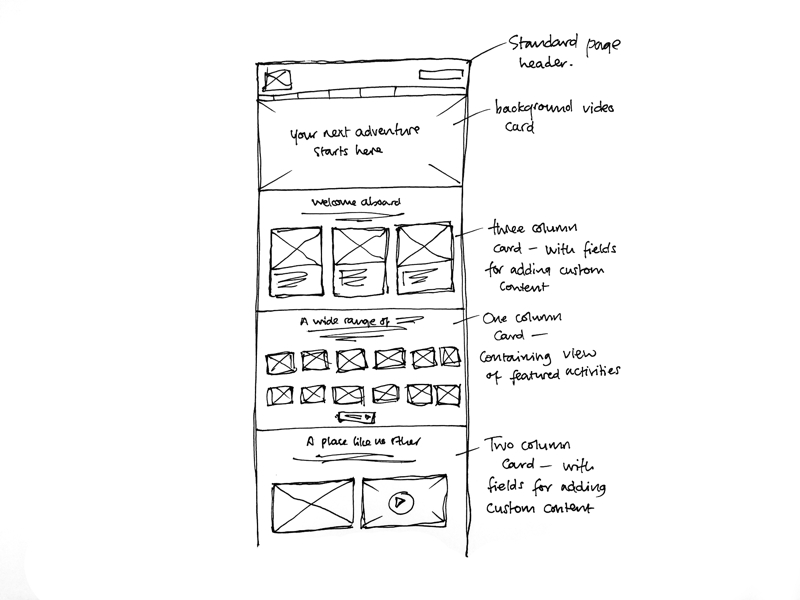 Standard page
header.
Your next adventure
starts here
background video
card
Welcome aboard
three column
card – with fields
for adding custom
content
A wide range of
One column
card –
containing view
of featured activities
A place like no other
Two column
card – with
fields for adding
custom content